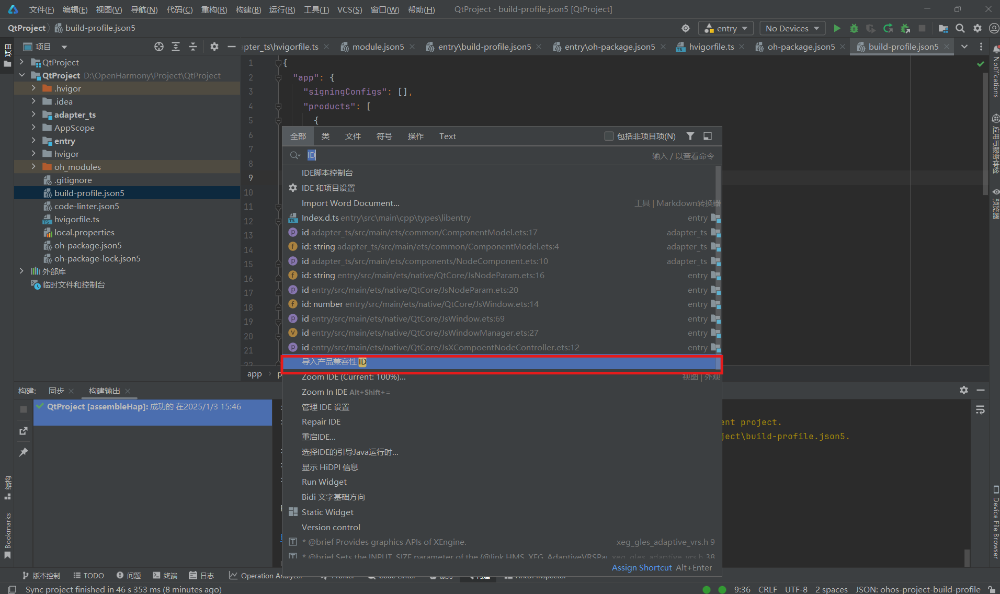 文件(F) 编辑(E) 视图(V) 导航(N) 代码(C) 重构(R) 构建(B) 运行(R) 工具(T) VCS(S) 窗口(W) 帮助(H) QtProject - build-profile.json5 [QtProject]
QtProject build-profile.json5 entry No Devices
项目 项目 pter_ts\hvigorfile.ts module.json5 entry\build-profile.json5 entry\oh-package.json5 hvigorfile.ts oh-package.json5 build-profile.json5
QtProject
QtProject D:\OpenHarmony\Project\QtProject
.hvigor
.idea
adapter_ts
AppScope
entry
hvigor
oh_modules
.gitignore
build-profile.json5
code-linter.json5
hvigorfile.ts
local.properties
oh-package.json5
oh-package-lock.json5
外部库
临时文件和控制台
1 {
2 "app": {
3 "signingConfigs": [],
4 "products": [
5 {
6
7
8
9
10
11
12
13
14
15
16
17
18
19
20
21
22
全部 类 文件 符号 操作 Text 包括非项目项(N)
ID 输入 / 以查看命令
IDE脚本控制台
IDE 和项目设置
Import Word Document... 工具 | Markdown转换器
Index.d.ts entry\src\main\cpp\types\libentry entry
id adapter_ts/src/main/ets/common/ComponentModel.ets:17 adapter_ts
id: string adapter_ts/src/main/ets/common/ComponentModel.ets:4 adapter_ts
id adapter_ts/src/main/ets/components/NodeComponent.ets:10 adapter_ts
id: string entry/src/main/ets/native/QtCore/JsNodeParam.ets:16 entry
id entry/src/main/ets/native/QtCore/JsNodeParam.ets:20 entry
id: number entry/src/main/ets/native/QtCore/JsWindow.ets:14 entry
id entry/src/main/ets/native/QtCore/JsWindow.ets:69 entry
id entry/src/main/ets/native/QtCore/JsWindowManager.ets:27 entry
id entry/src/main/ets/native/QtCore/JsXCompoentNodeController.ets:12 entry
导入产品兼容性 ID
Zoom IDE (Current: 100%)... 视图 | 外观
Zoom In IDE Alt+Shift+=
管理 IDE 设置
Repair IDE
重启IDE...
选择IDE的引导Java运行时...
显示 HiDPI 信息
Run Widget
Bidi 文字基础方向
Static Widget
Version control
* @brief Provides graphics APIs of XEngine. xeg_gles_adaptive_vrs.h 9
* @brief Sets the INPUT_SIZE parameter of the {@link HMS_XEG_AdaptiveVRSPa xeg_gles_adaptive_vrs.h 38
Assign Shortcut Alt+Enter
app p
构建: 同步 构建输出
QtProject [assembleHap]: 成功的 在2025/1/3 15:46
ent project.
ject\build-profile.json5.
结构
Bookmarks
Notifications
应用与服务体检
预览器
Device File Browser
版本控制 TODO 问题 终端 日志 Operation Analyzer Profiler Code Linter 服务 构建 ArkUI Inspector
Sync project finished in 46 s 353 ms (8 minutes ago) 9:36 CRLF UTF-8 2 spaces JSON: ohos-project-build-profile